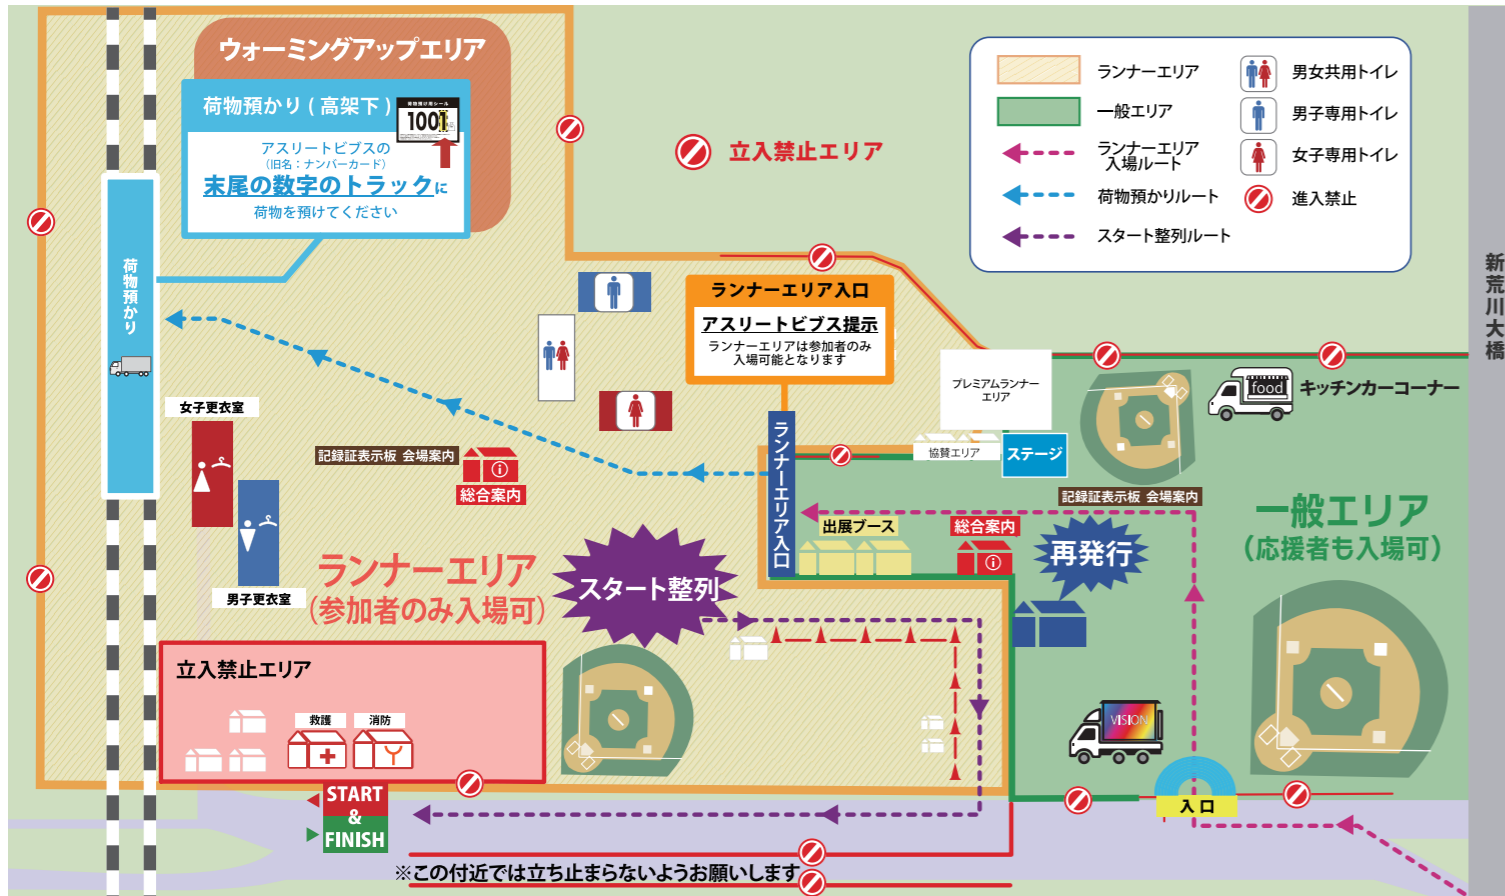 ウォーミングアップエリア
荷物預かり(高架下)
荷物預け用シール
1001
アスリートビブスの
(旧名:ナンバーカード)
末尾の数字のトラックに
荷物を預けてください
荷物預かり
立入禁止エリア
ランナーエリア
一般エリア
ランナーエリア
入場ルート
荷物預かりルート
スタート整列ルート
男女共用トイレ
男子専用トイレ
女子専用トイレ
進入禁止
新荒川大橋
ランナーエリア入口
アスリートビブス提示
ランナーエリアは参加者のみ
入場可能となります
プレミアムランナー
エリア
協賛エリア
ステージ
food
キッチンカーコーナー
女子更衣室
男子更衣室
記録証表示板 会場案内
総合案内
ランナーエリア入口
記録証表示板 会場案内
出展ブース
総合案内
再発行
一般エリア
(応援者も入場可)
ランナーエリア
(参加者のみ入場可)
スタート整列
立入禁止エリア
救護
消防
VISION
入口
START
&
FINISH
※この付近では立ち止まらないようお願いします